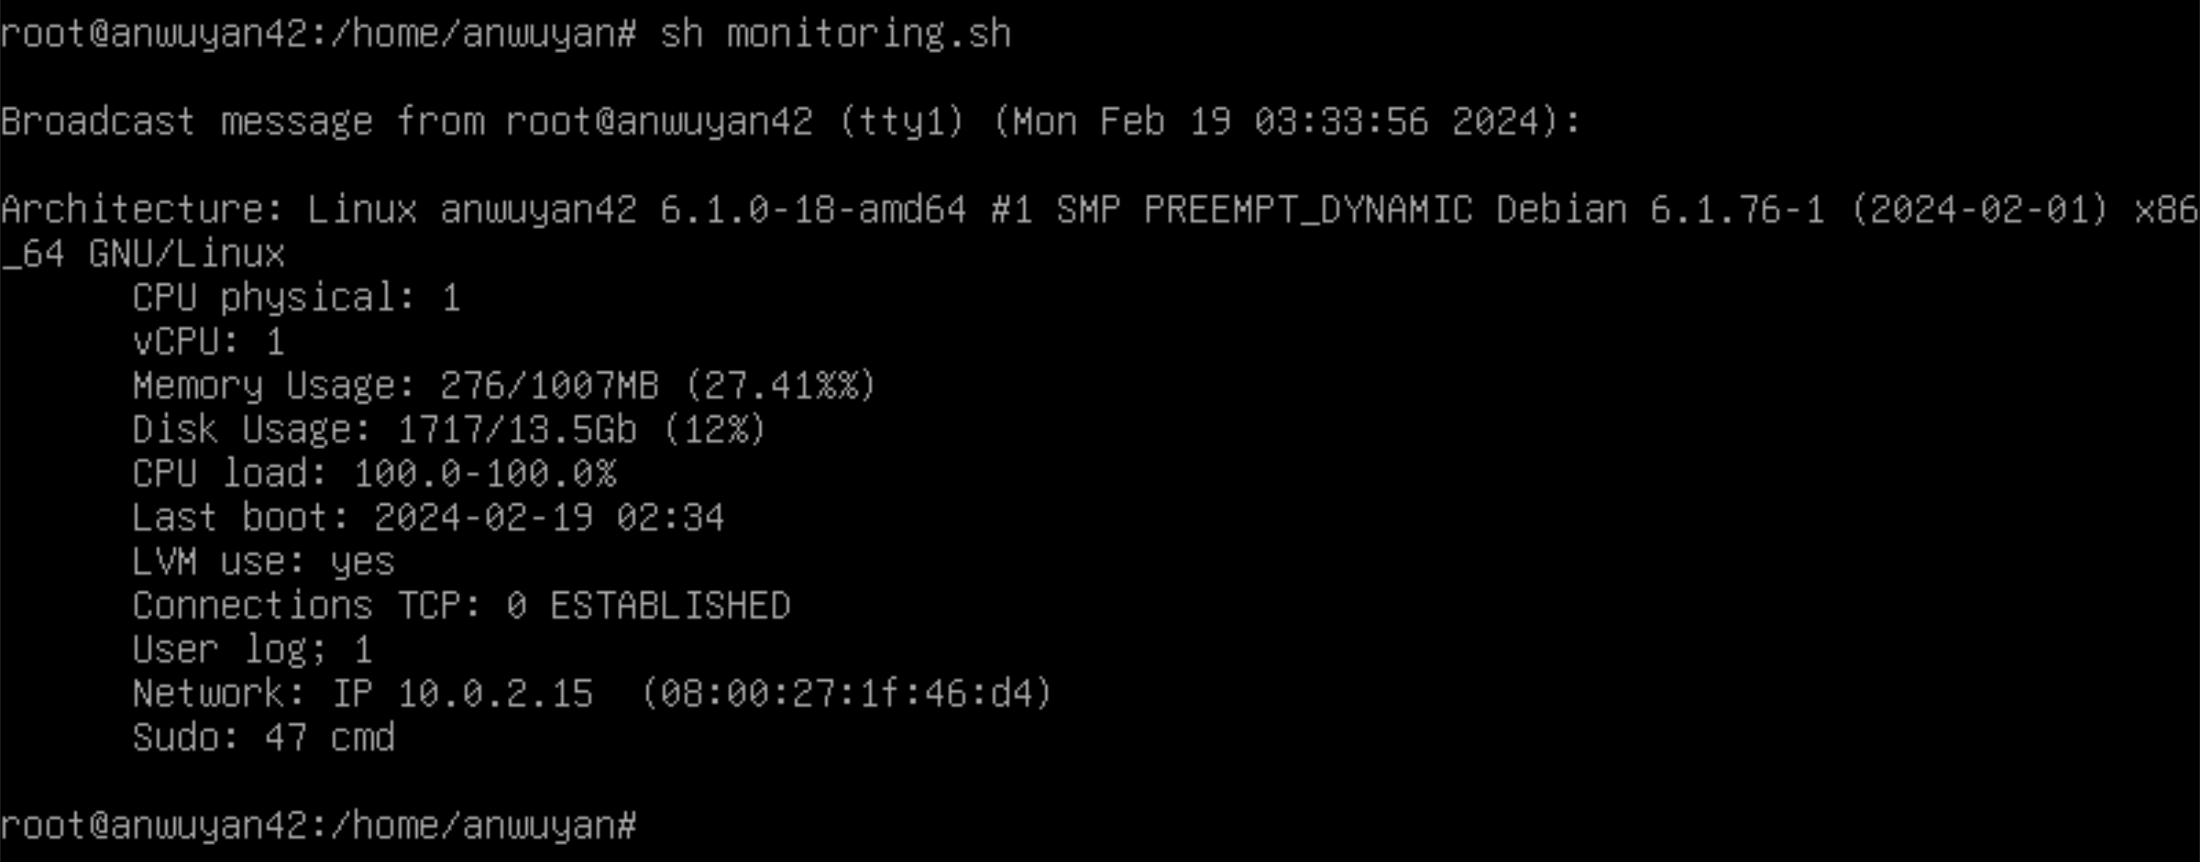 root@anwuyan42:/home/anwuyan# sh monitoring.sh
Broadcast message from root@anwuyan42 (tty1) (Mon Feb 19 03:33:56 2024):
Architecture: Linux anwuyan42 6.1.0-18-amd64 #1 SMP PREEMPT_DYNAMIC Debian 6.1.76-1 (2024-02-01) x86
_64 GNU/Linux
CPU physical: 1
vCPU: 1
Memory Usage: 276/1007MB (27.41%%)
Disk Usage: 1717/13.5Gb (12%)
CPU load: 100.0-100.0%
Last boot: 2024-02-19 02:34
LVM use: yes
Connections TCP: 0 ESTABLISHED
User log; 1
Network: IP 10.0.2.15  (08:00:27:1f:46:d4)
Sudo: 47 cmd
root@anwuyan42:/home/anwuyan#